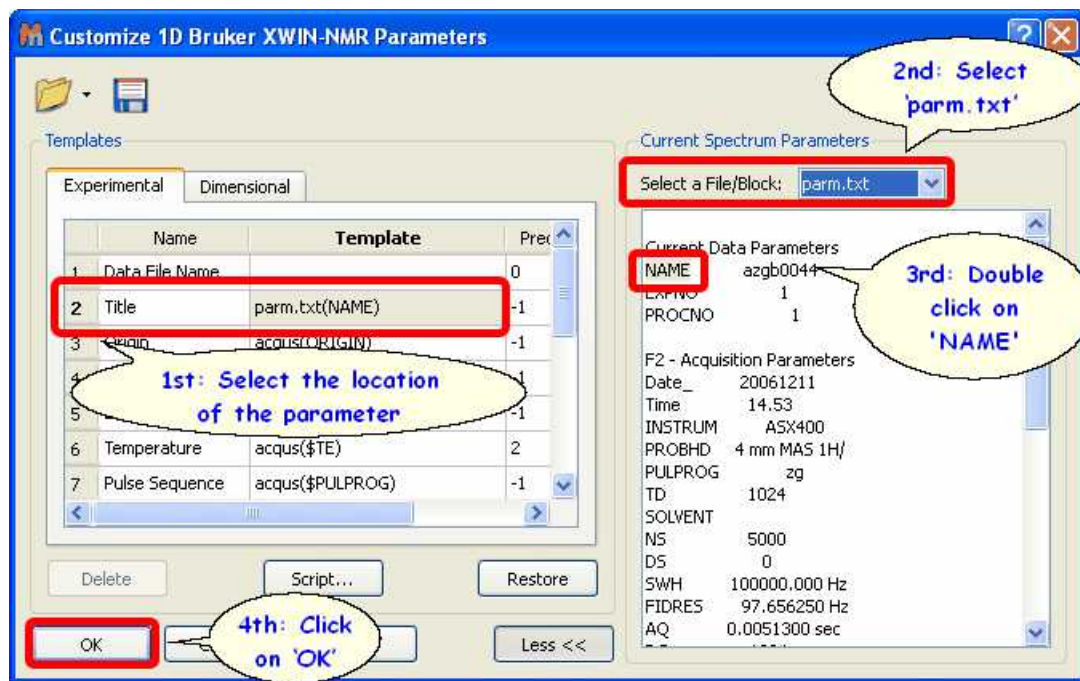 Customize 1D Bruker XWIN-NMR Parameters
2nd: Select
'parm.txt'
Templates
Experimental
Dimensional
Name
Template
1
Data File Name
0
2
Title
parm.txt(NAME)
-1
3
Origin
acqus(ORIGIN)
-1
1st: Select the location
of the parameter
5
-1
6
Temperature
acqus($TE)
2
7
Pulse Sequence
acqus($PULPROG)
-1
Delete
Script...
Restore
OK
4th: Click
on 'OK'
Less <<
Current Spectrum Parameters
Select a File/Block:
parm.txt
Current Data Parameters
NAME azgb0044
EXPNO 1
PROCNO 1
3rd: Double
click on
'NAME'
F2 - Acquisition Parameters
Date_ 20061211
Time 14.53
INSTRUM ASX400
PROBHD 4 mm MAS 1H/
PULPROG zg
TD 1024
SOLVENT
NS 5000
DS 0
SWH 100000.000 Hz
FIDRES 97.656250 Hz
AQ 0.0051300 sec